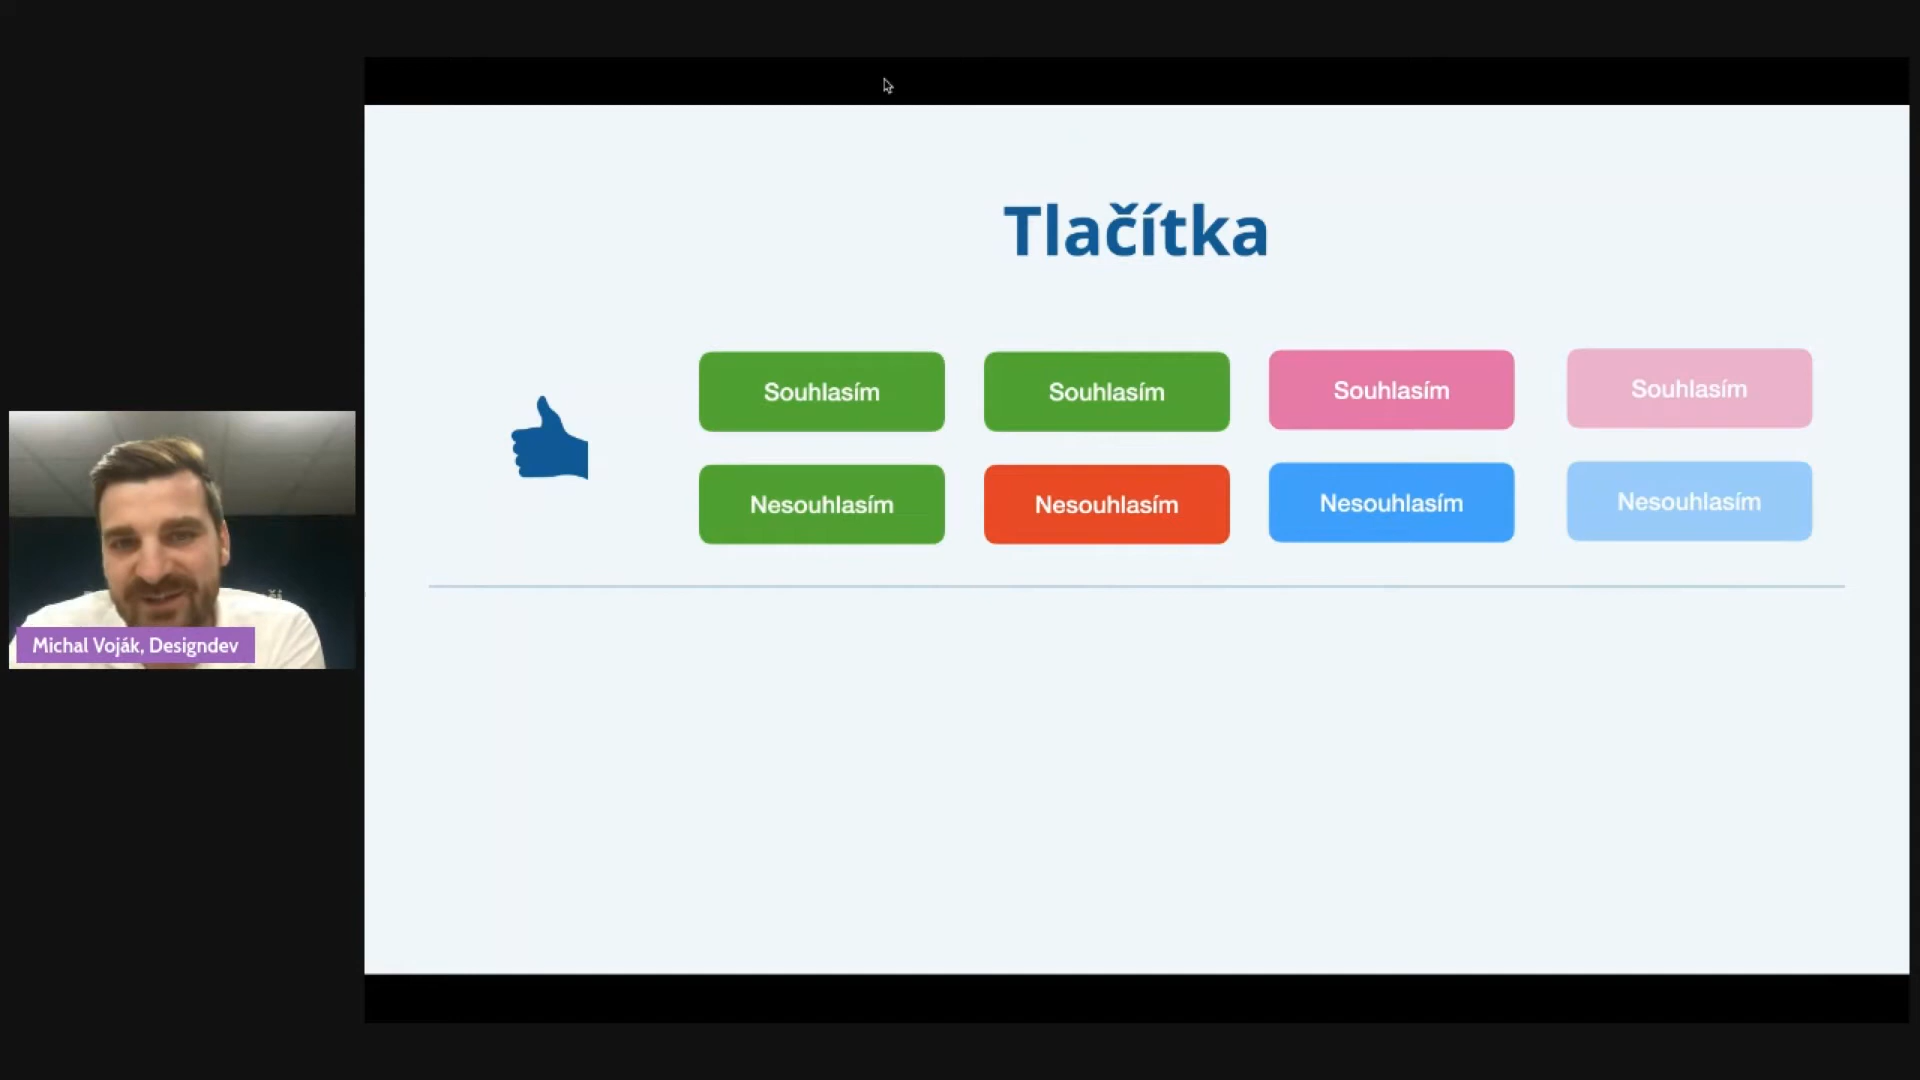 Tlačítka
Souhlasím Souhlasím Souhlasím Souhlasím
Nesouhlasím Nesouhlasím Nesouhlasím Nesouhlasím
Michal Voják, Designdev